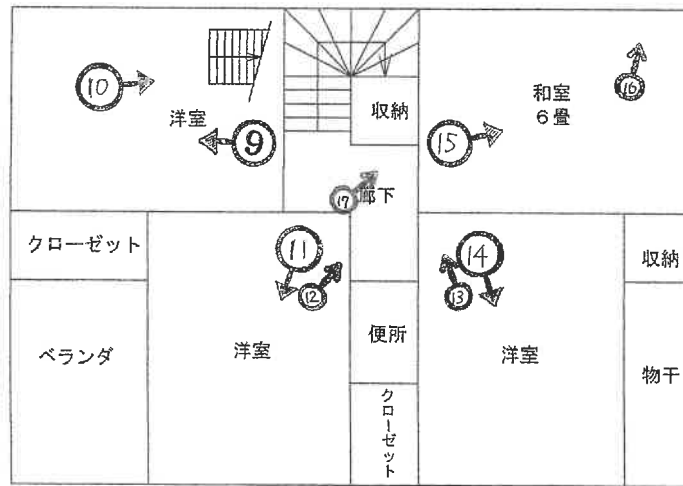 10
洋室
9
収納
15
和室
6畳
16
17
廊下
クローゼット
11
12
14
13
収納
ベランダ
洋室
便所
洋室
物干
クローゼット